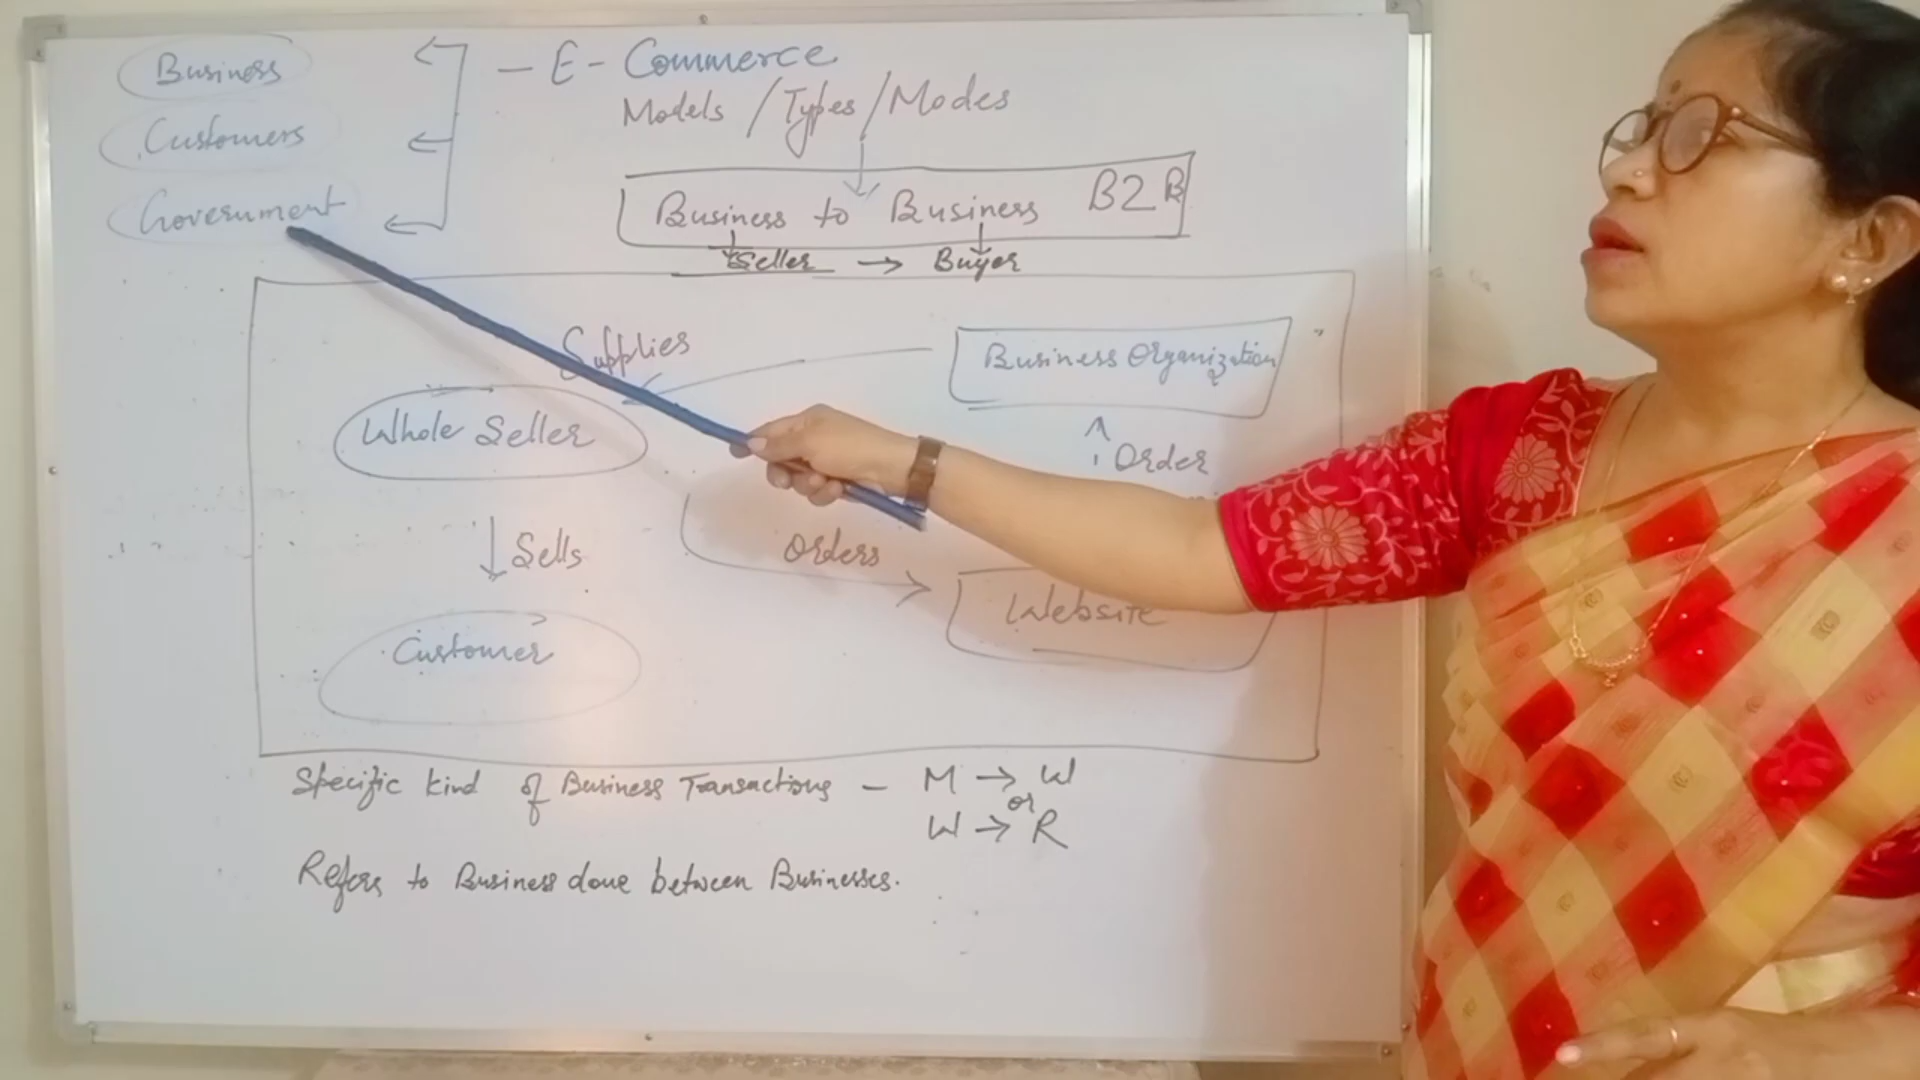 Business
Customers
Government
- E - Commerce
Models / Types / Modes
Business to Business B2B
Seller → Buyer
Supplies
Business Organization
Whole Seller
Order
Sells
Orders
Website
Customer
Specific kind of Business Transactions - M → W
or
W → R
Refers to Business done between Businesses.